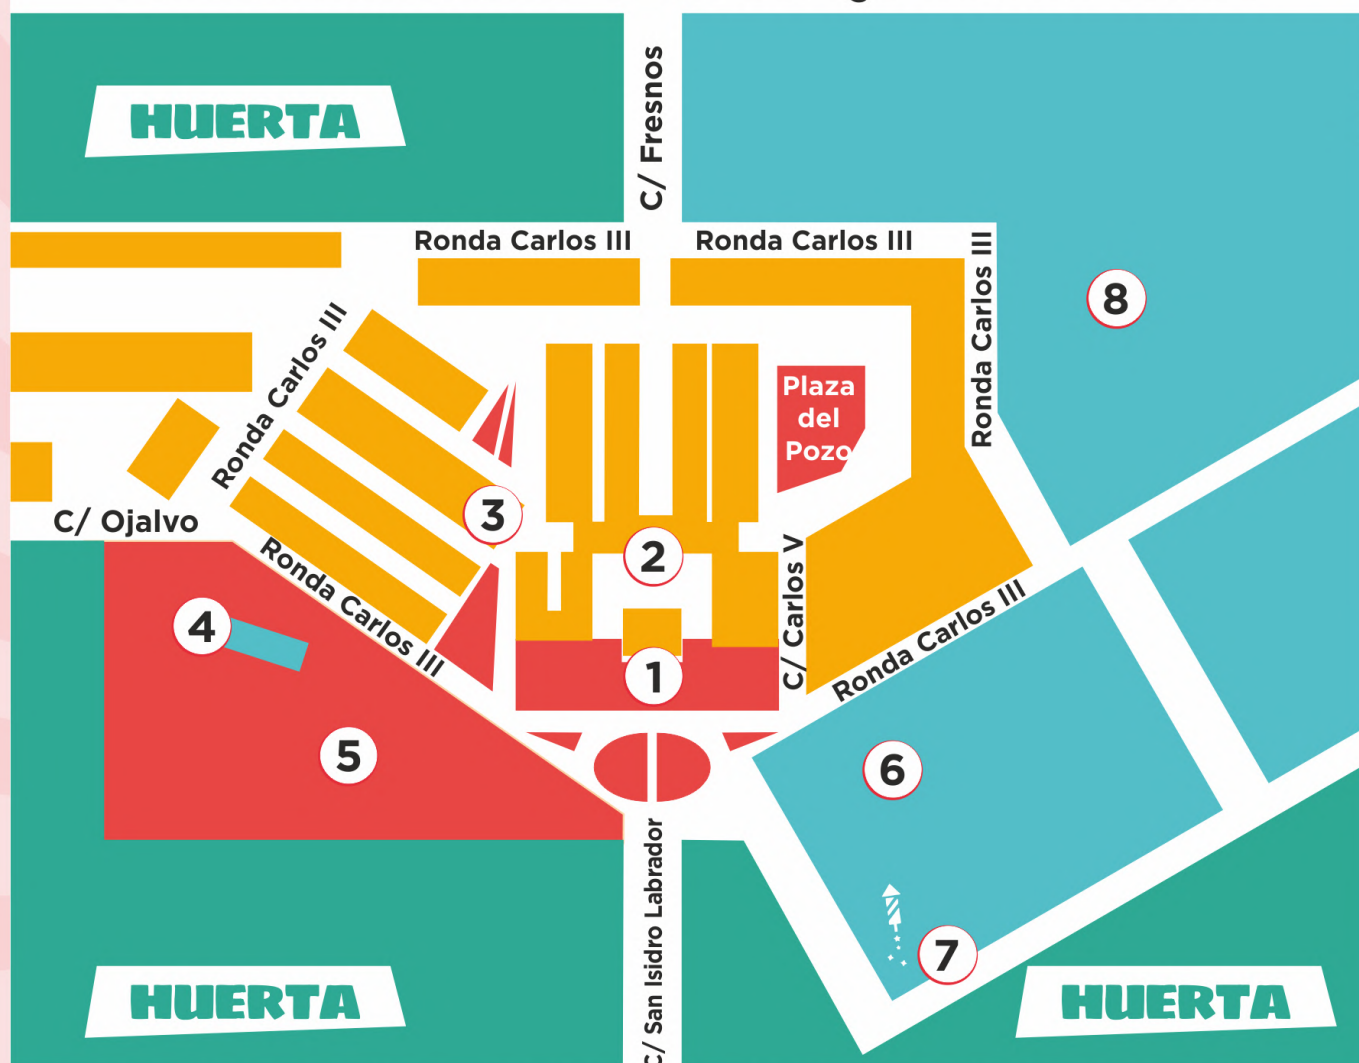 HUERTA
C/ Fresnos
Ronda Carlos III
Ronda Carlos III
Ronda Carlos III
8
Ronda Carlos III
Plaza
del
Pozo
3
C/ Ojalvo
2
Ronda Carlos III
C/ Carlos V
4
1
Ronda Carlos III
5
6
C/ San Isidro Labrador
7
HUERTA
HUERTA